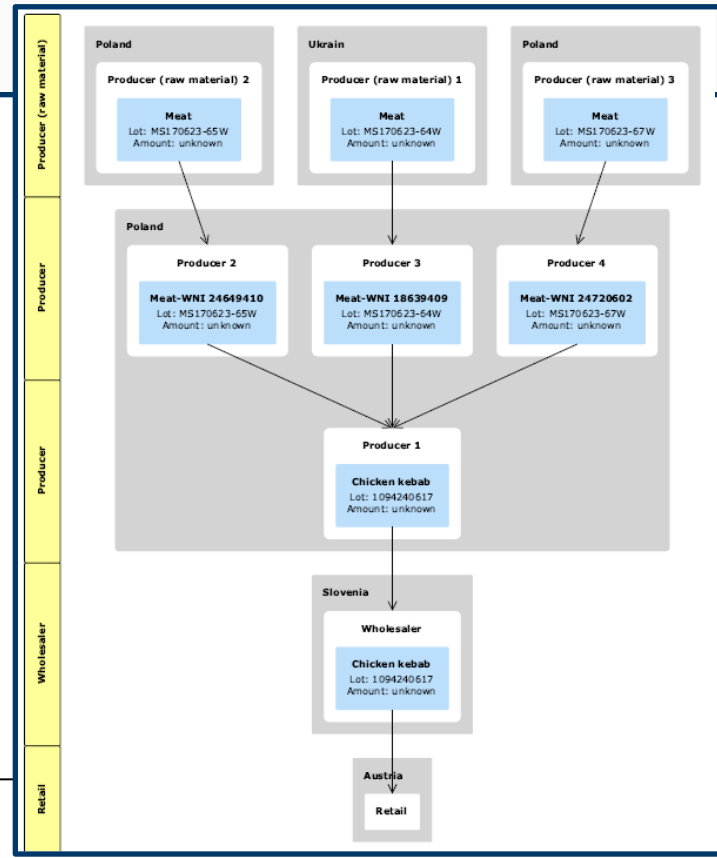 Producer (raw material)
Producer
Producer
Wholesaler
Retail
Poland
Producer (raw material) 2
Meat
Lot: MS170623-65W
Amount: unknown
Ukrain
Producer (raw material) 1
Meat
Lot: MS170623-64W
Amount: unknown
Poland
Producer (raw material) 3
Meat
Lot: MS170623-67W
Amount: unknown
Poland
Producer 2
Meat-WNI 24649410
Lot: MS170623-65W
Amount: unknown
Producer 3
Meat-WNI 18639409
Lot: MS170623-64W
Amount: unknown
Producer 4
Meat-WNI 24720602
Lot: MS170623-67W
Amount: unknown
Producer 1
Chicken kebab
Lot: 1094240617
Amount: unknown
Slovenia
Wholesaler
Chicken kebab
Lot: 1094240617
Amount: unknown
Austria
Retail